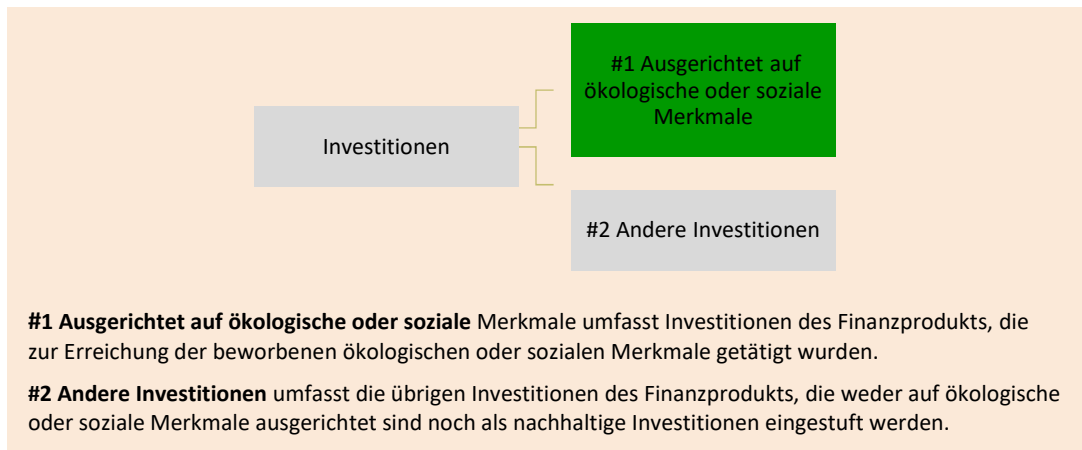 #1 Ausgerichtet auf
ökologische oder soziale
Merkmale
Investitionen
#2 Andere Investitionen
#1 Ausgerichtet auf ökologische oder soziale Merkmale umfasst Investitionen des Finanzprodukts, die
zur Erreichung der beworbenen ökologischen oder sozialen Merkmale getätigt wurden.
#2 Andere Investitionen umfasst die übrigen Investitionen des Finanzprodukts, die weder auf ökologische
oder soziale Merkmale ausgerichtet sind noch als nachhaltige Investitionen eingestuft werden.